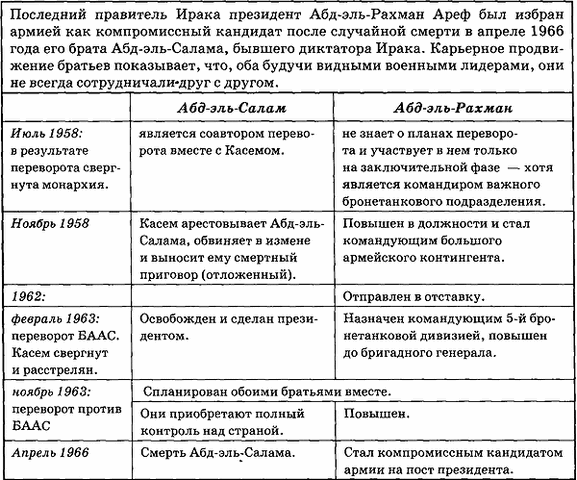 Последний правитель Ирака президент Абд-эль-Рахман Ареф был избран
армией как компромиссный кандидат после случайной смерти в апреле 1966
года его брата Абд-эль-Салама, бывшего диктатора Ирака. Карьерное продви-
жение братьев показывает, что, оба будучи видными военными лидерами, они
не всегда сотрудничали друг с другом.
Абд-эль-Салам
Абд-эль-Рахман
Июль 1958:
в результате
переворота сверг-
нута монархия.
является соавтором перево-
рота вместе с Касемом.
не знает о планах переворо-
та и участвует в нем только
на заключительной фазе — хотя
является командиром важного
бронетанкового подразделения.
Ноябрь 1958
Касем арестовывает Абд-эль-
Салама, обвиняет в измене
и выносит ему смертный
приговор (отложенный).
Повышен в должности и стал
командующим большого
армейского контингента.
1962:
Отправлен в отставку.
февраль 1963:
переворот БААС.
Касем свергнут
и расстрелян.
Освобожден и сделан прези-
дентом.
Назначен командующим 5-й бро-
нетанковой дивизией, повышен
до бригадного генерала.
ноябрь 1963:
переворот против
БААС
Спланирован обоими братьями вместе.
Они приобретают полный
контроль над страной.
Повышен.
Апрель 1966
Смерть Абд-эль-Салама.
Стал компромиссным кандидатом
армии на пост президента.